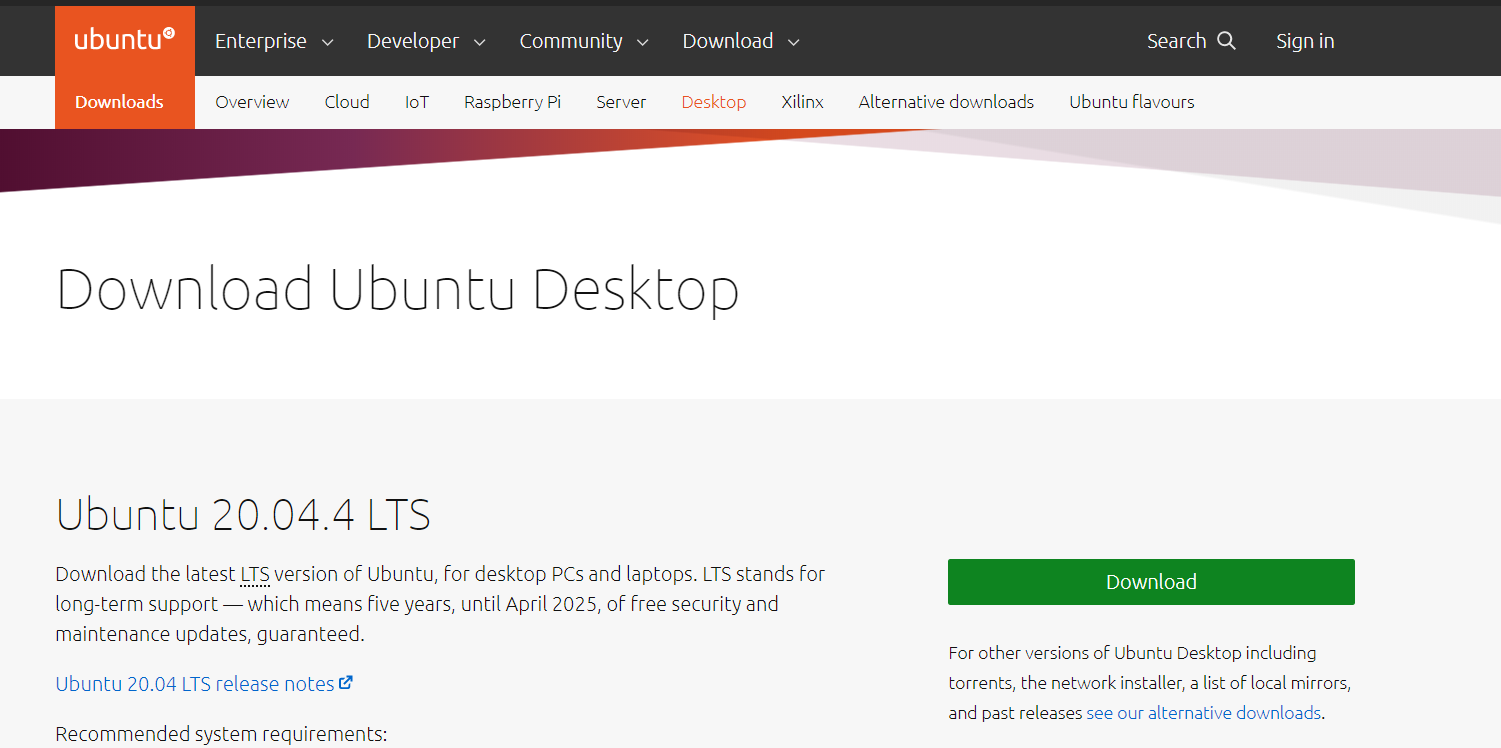 ubuntu
Enterprise
Developer
Community
Download
Search
Sign in
Downloads
Overview
Cloud
IoT
Raspberry Pi
Server
Desktop
Xilinx
Alternative downloads
Ubuntu flavours
Download Ubuntu Desktop
Ubuntu 20.04.4 LTS
Download the latest LTS version of Ubuntu, for desktop PCs and laptops. LTS stands for
long-term support — which means five years, until April 2025, of free security and
maintenance updates, guaranteed.
Ubuntu 20.04 LTS release notes
Recommended system requirements:
Download
For other versions of Ubuntu Desktop including
torrents, the network installer, a list of local mirrors,
and past releases see our alternative downloads.